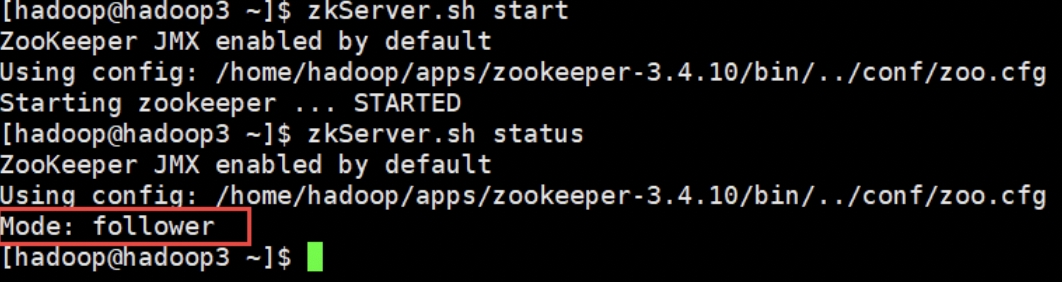 [hadoop@hadoop3 ~]$ zkServer.sh start
ZooKeeper JMX enabled by default
Using config: /home/hadoop/apps/zookeeper-3.4.10/bin/../conf/zoo.cfg
Starting zookeeper ... STARTED
[hadoop@hadoop3 ~]$ zkServer.sh status
ZooKeeper JMX enabled by default
Using config: /home/hadoop/apps/zookeeper-3.4.10/bin/../conf/zoo.cfg
Mode: follower
[hadoop@hadoop3 ~]$